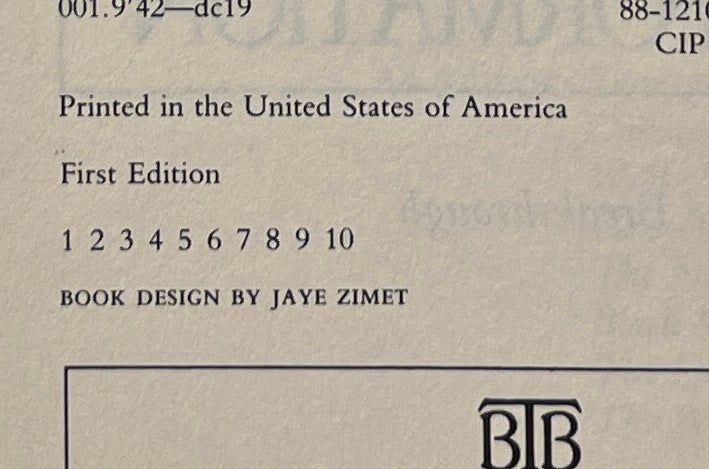 001.9'42—dc19 88-121
CIP
Printed in the United States of America
First Edition
1 2 3 4 5 6 7 8 9 10
BOOK DESIGN BY JAYE ZIMET
BTB